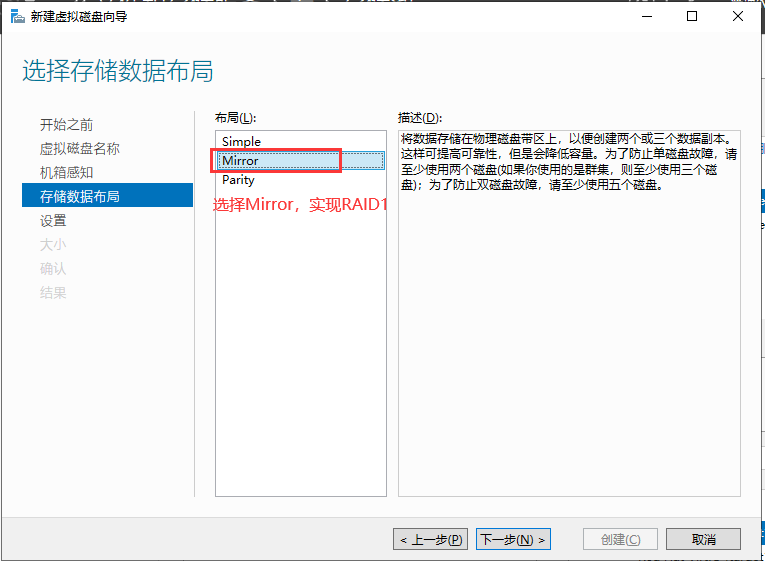 新建虚拟磁盘向导
选择存储数据布局
开始之前
虚拟磁盘名称
机箱感知
存储数据布局
设置
大小
确认
结果
布局(L):
Simple
Mirror
Parity
选择Mirror，实现RAID1
描述(D):
将数据存储在物理磁盘带区上，以便创建两个或三个数据副本。
这样可提高可靠性，但是会降低容量。为了防止单磁盘故障，请
至少使用两个磁盘(如果你使用的是群集，则至少使用三个磁
盘)；为了防止双磁盘故障，请至少使用五个磁盘。
< 上一步(P)
下一步(N) >
创建(C)
取消